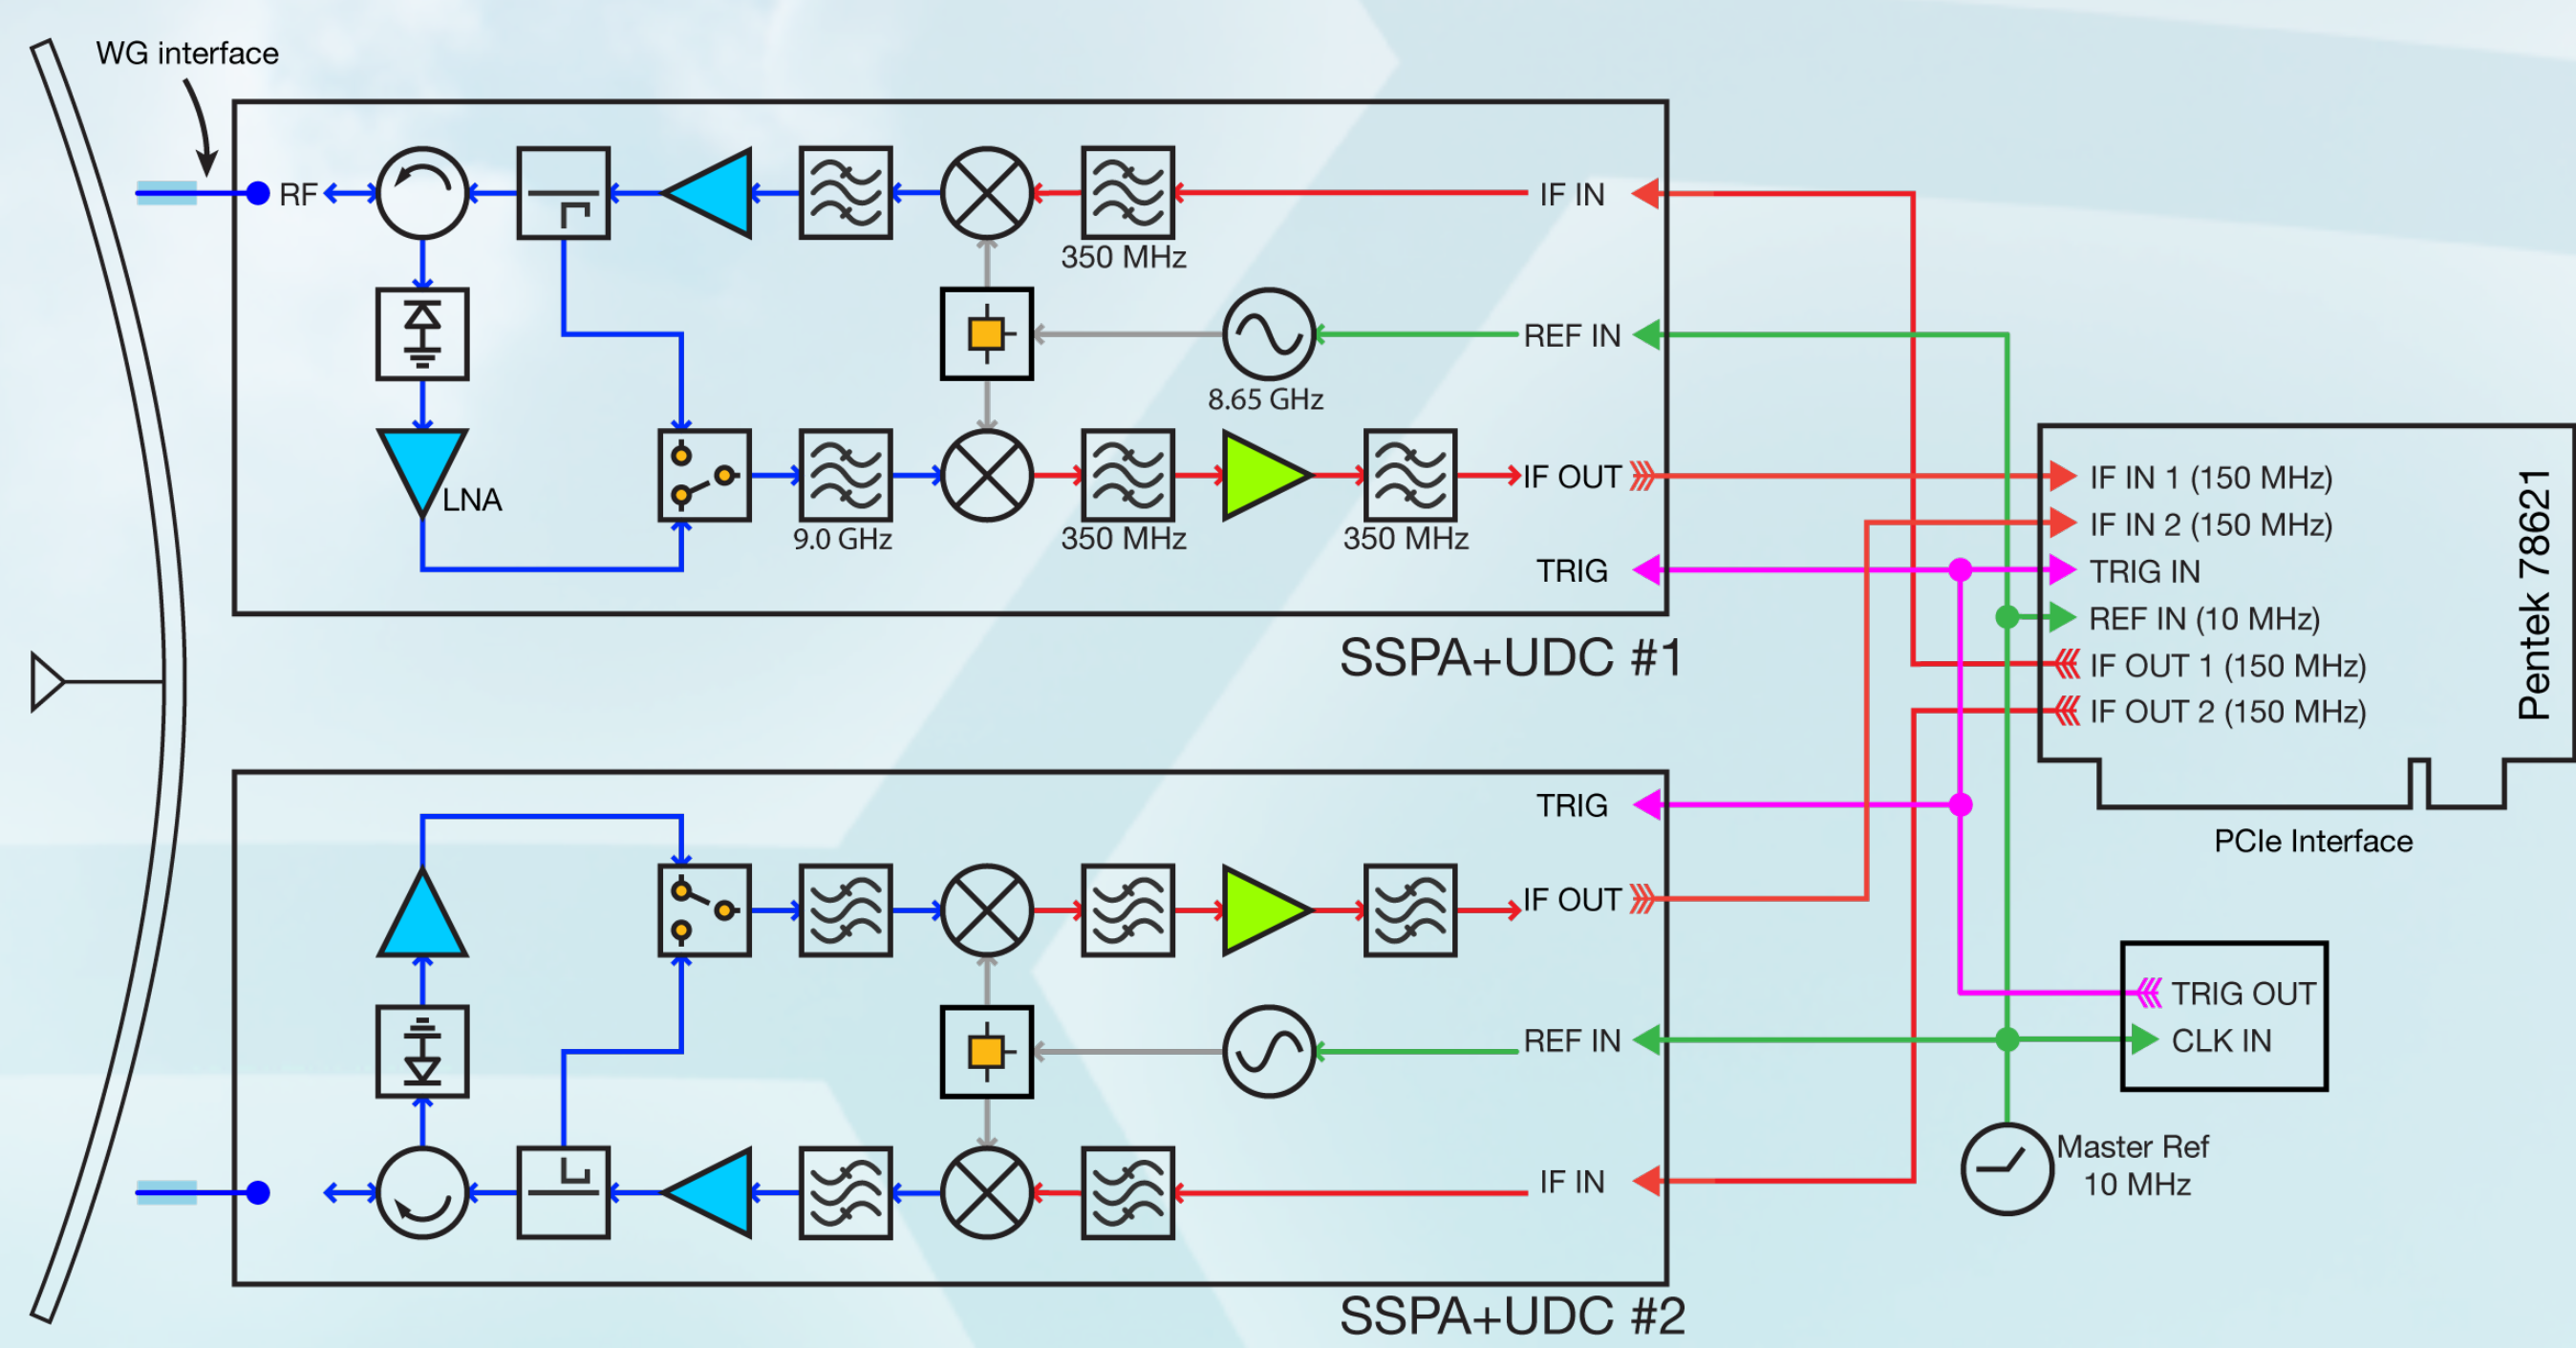 WG interface
RF
IF IN
350 MHz
REF IN
8.65 GHz
LNA
IF OUT
9.0 GHz
350 MHz
350 MHz
TRIG
SSPA+UDC #1
IF IN 1 (150 MHz)
IF IN 2 (150 MHz)
TRIG IN
REF IN (10 MHz)
IF OUT 1 (150 MHz)
IF OUT 2 (150 MHz)
Pentek 78621
PCIe Interface
TRIG
IF OUT
REF IN
IF IN
SSPA+UDC #2
TRIG OUT
CLK IN
Master Ref
10 MHz